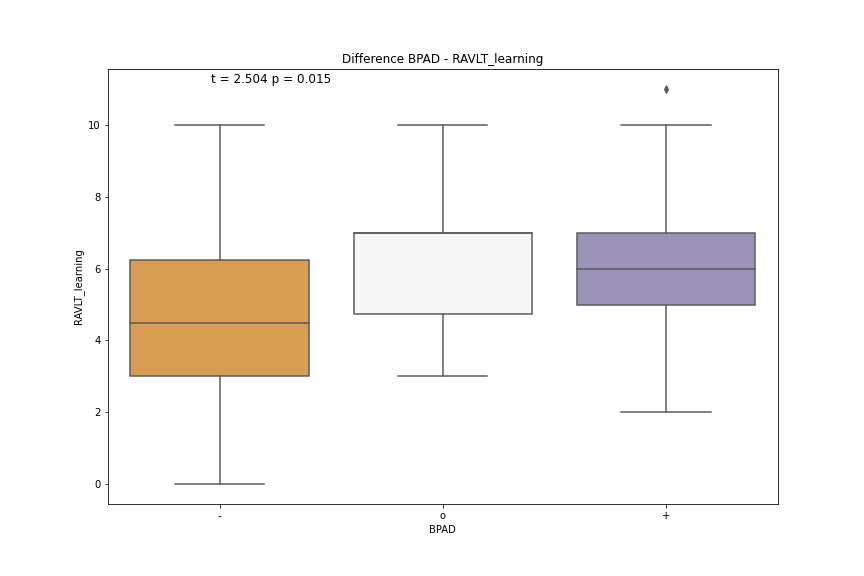 Difference BPAD - RAVLT_learning
t = 2.504 p = 0.015
RAVLT_learning
10
8
6
4
2
0
-
o
+
BPAD